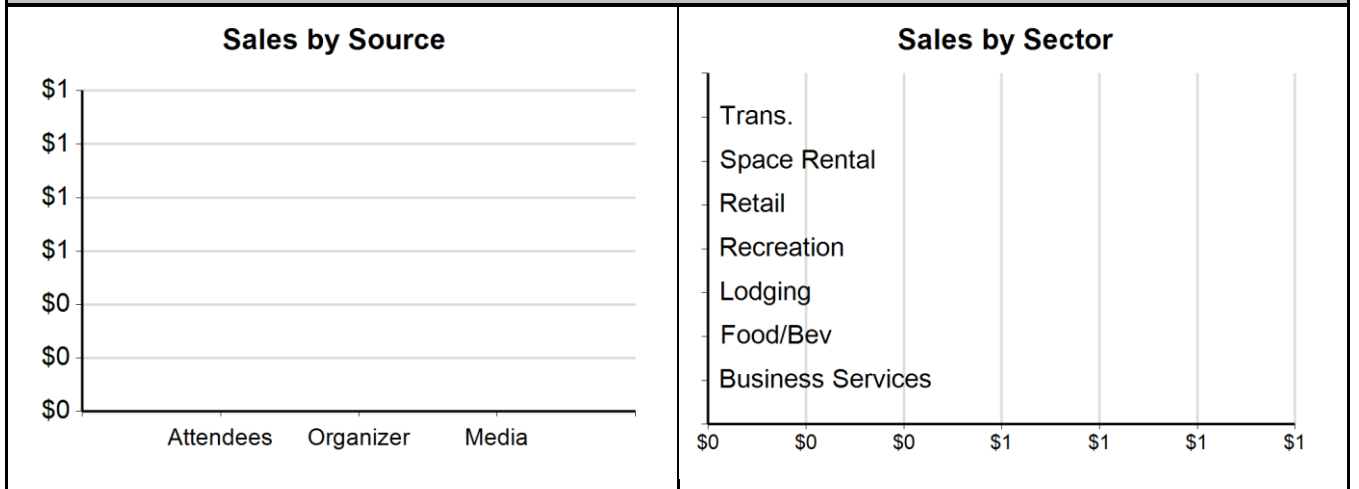 Sales by Source
$1
$1
$1
$1
$0
$0
$0
Attendees Organizer Media
Sales by Sector
Trans.
Space Rental
Retail
Recreation
Lodging
Food/Bev
Business Services
$0 $0 $0 $1 $1 $1 $1